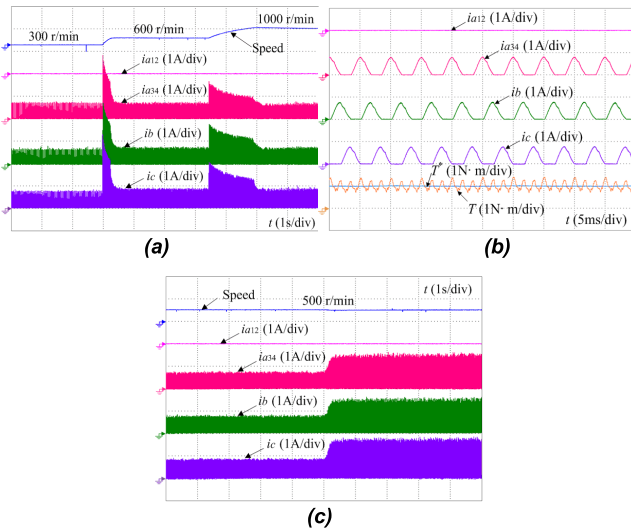 300 r/min
600 r/min
1000 r/min
Speed
ia12 (1A/div)
ia34 (1A/div)
ib (1A/div)
ic (1A/div)
t (1s/div)
(a)
ia12 (1A/div)
ia34 (1A/div)
ib (1A/div)
ic (1A/div)
T* (1N· m/div)
T (1N· m/div)
t (5ms/div)
(b)
Speed
500 r/min
t (1s/div)
ia12 (1A/div)
ia34 (1A/div)
ib (1A/div)
ic (1A/div)
(c)